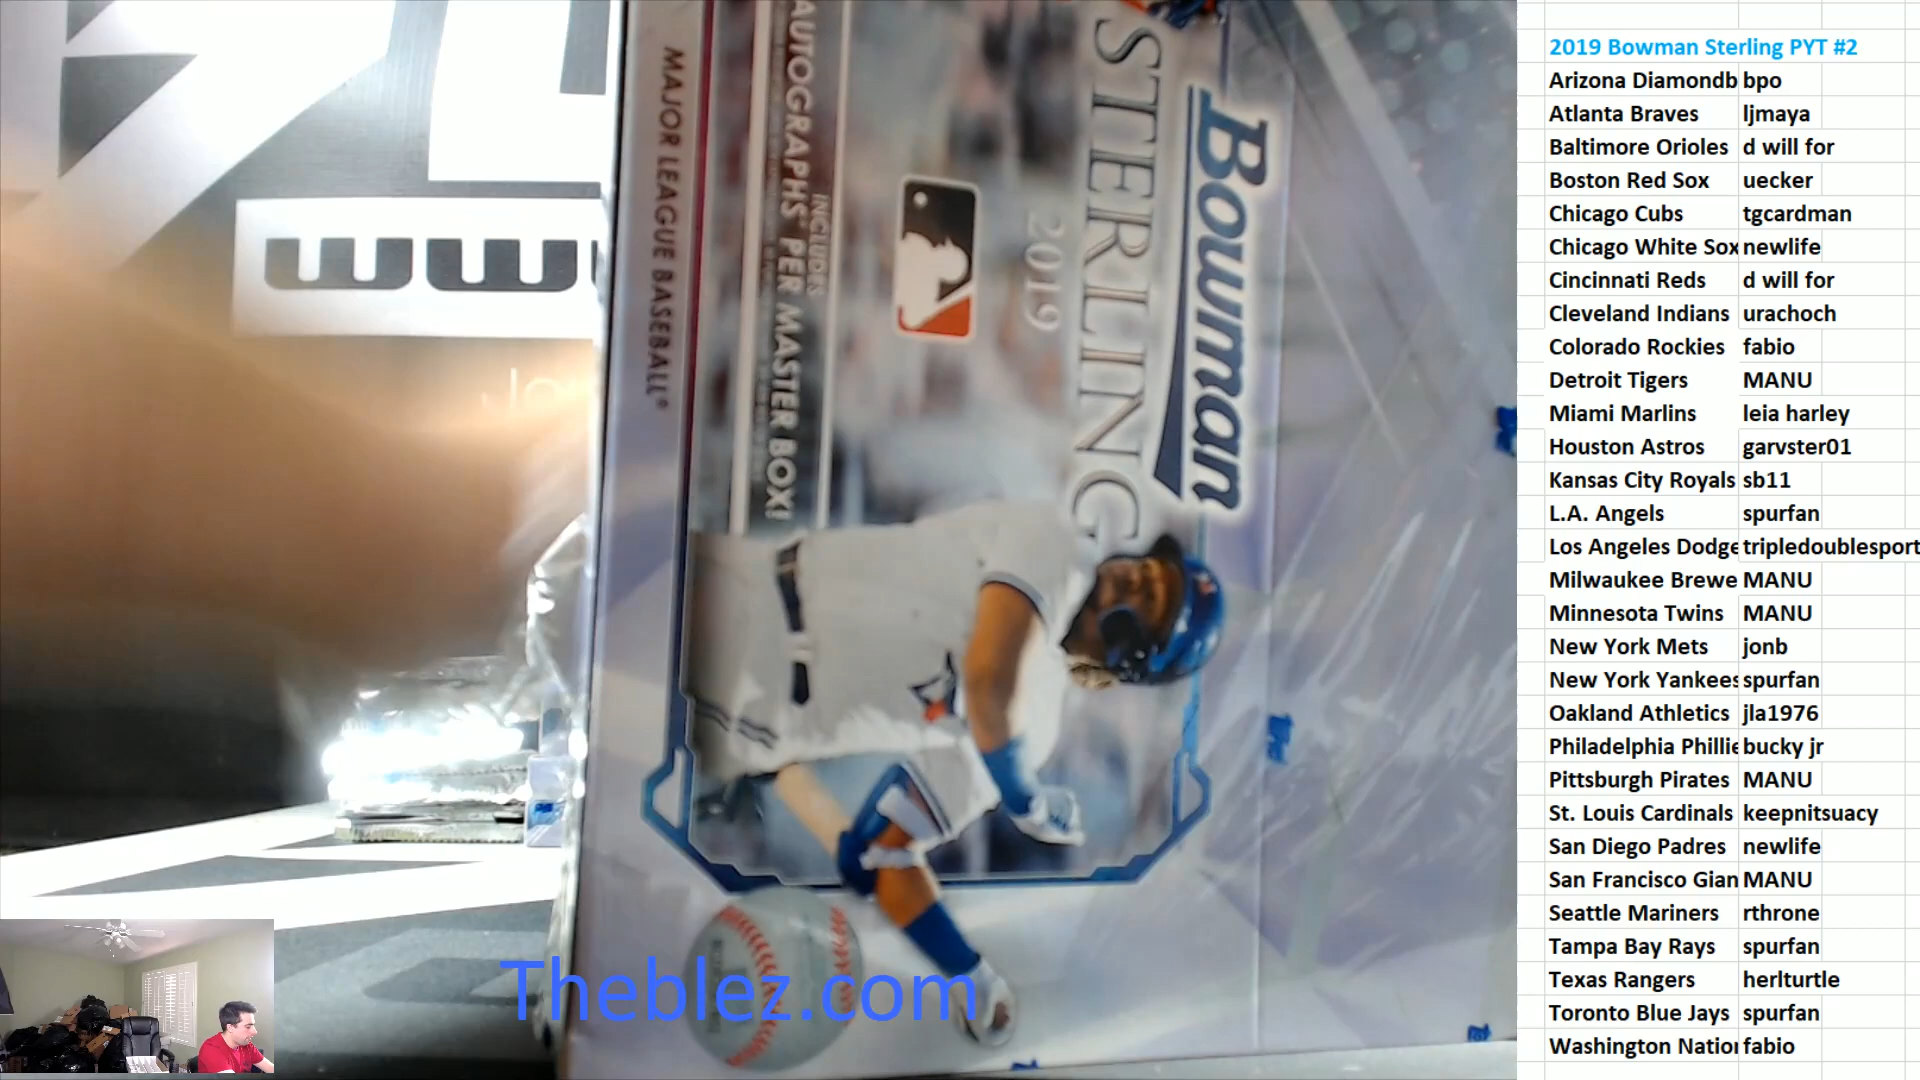 WWW
Jo
Bowman
STERLING
2019
INCLUDES
AUTOGRAPHS PER MASTER BOX!
MAJOR LEAGUE BASEBALL®
Theblez.com
2019 Bowman Sterling PYT #2
Arizona Diamondb bpo
Atlanta Braves ljmaya
Baltimore Orioles d will for
Boston Red Sox uecker
Chicago Cubs tgcardman
Chicago White Sox newlife
Cincinnati Reds d will for
Cleveland Indians urachoch
Colorado Rockies fabio
Detroit Tigers MANU
Miami Marlins leia harley
Houston Astros garvster01
Kansas City Royals sb11
L.A. Angels spurfan
Los Angeles Dodge tripledoublesport
Milwaukee Brewe MANU
Minnesota Twins MANU
New York Mets jonb
New York Yankees spurfan
Oakland Athletics jla1976
Philadelphia Phillie bucky jr
Pittsburgh Pirates MANU
St. Louis Cardinals keepnitsuacy
San Diego Padres newlife
San Francisco Gian MANU
Seattle Mariners rthrone
Tampa Bay Rays spurfan
Texas Rangers herlturtle
Toronto Blue Jays spurfan
Washington Natio fabio